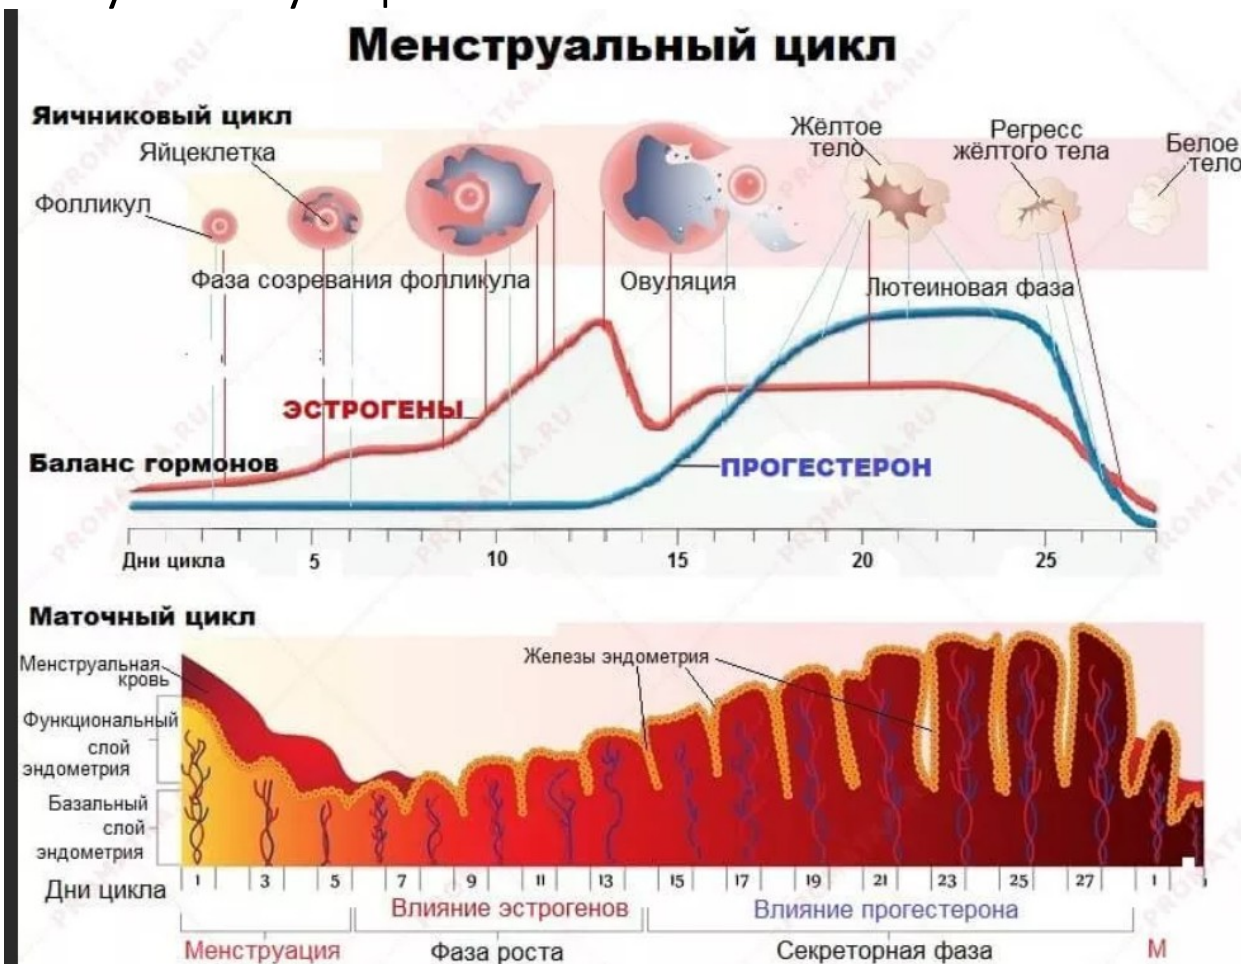 Менструальный цикл
Яичниковый цикл
Яйцеклетка
Фолликул
Жёлтое
тело
Регресс
жёлтого тела
Белое
тело
Фаза созревания фолликула
Овуляция
Лютеиновая фаза
ЭСТРОГЕНЫ
Баланс гормонов
ПРОГЕСТЕРОН
Дни цикла 5 10 15 20 25
Маточный цикл
Менструальная
кровь
Железы эндометрия
Функциональный
слой
эндометрия
Базальный
слой
эндометрия
Дни цикла 1 3 5 7 9 11 13 15 17 19 21 23 25 27 1
Влияние эстрогенов Влияние прогестерона
Менструация Фаза роста Секреторная фаза М
PROMATKA.RU